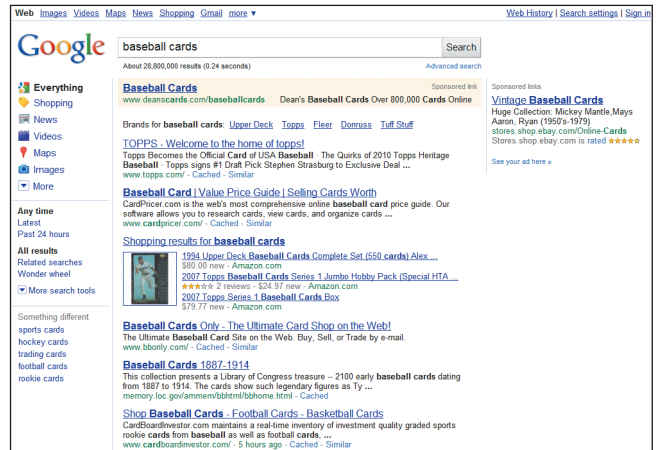 Web Images Videos Maps News Shopping Gmail more ▼
Web History | Search settings | Sign in
Google
baseball cards
Search
About 28,800,000 results (0.24 seconds)
Advanced search
Everything
Shopping
News
Videos
Maps
Images
More
Any time
Latest
Past 24 hours
All results
Related searches
Wonder wheel
More search tools
Something different
sports cards
hockey cards
trading cards
football cards
rookie cards
Baseball Cards
Sponsored link
www.deanscards.com/baseballcards Dean's Baseball Cards Over 800,000 Cards Online
Brands for baseball cards: Upper Deck Topps Fleer Donruss Tuff Stuff
TOPPS - Welcome to the home of topps!
Topps Becomes the Official Card of USA Baseball · The Quirks of 2010 Topps Heritage
Baseball · Topps signs #1 Draft Pick Stephen Strasburg to Exclusive Deal ...
www.topps.com/ - Cached - Similar
Baseball Card | Value Price Guide | Selling Cards Worth
CardPricer.com is the web's most comprehensive online baseball card price guide. Our
software allows you to research cards, view cards, and organize cards ...
www.cardpricer.com/ - Cached - Similar
Shopping results for baseball cards
1994 Upper Deck Baseball Cards Complete Set (550 cards) Alex ...
$80.00 new - Amazon.com
2007 Topps Baseball Cards Series 1 Jumbo Hobby Pack (Special HTA ...
2 reviews - $24.97 new - Amazon.com
2007 Topps Series 1 Baseball Cards Box
$79.77 new - Amazon.com
Baseball Cards Only - The Ultimate Card Shop on the Web!
The Ultimate Baseball Card Site on the Web. Buy, Sell, or Trade by e-mail.
www.bbonly.com/ - Cached - Similar
Baseball Cards 1887-1914
This collection presents a Library of Congress treasure -- 2100 early baseball cards dating
from 1887 to 1914. The cards show such legendary figures as Ty ...
memory.loc.gov/ammem/bbhtml/bbhome.html - Cached
Shop Baseball Cards - Football Cards - Basketball Cards
CardBoardInvestor.com maintains a real-time inventory of investment quality graded sports
rookie cards from baseball as well as football cards, ...
www.cardboardinvestor.com/ - 5 hours ago - Cached - Similar
Sponsored links
Vintage Baseball Cards
Huge Collection: Mickey Mantle,Mays
Aaron, Ryan (1950's-1979)
stores.shop.ebay.com/Online-Cards
Stores.shop.ebay.com is rated
See your ad here »